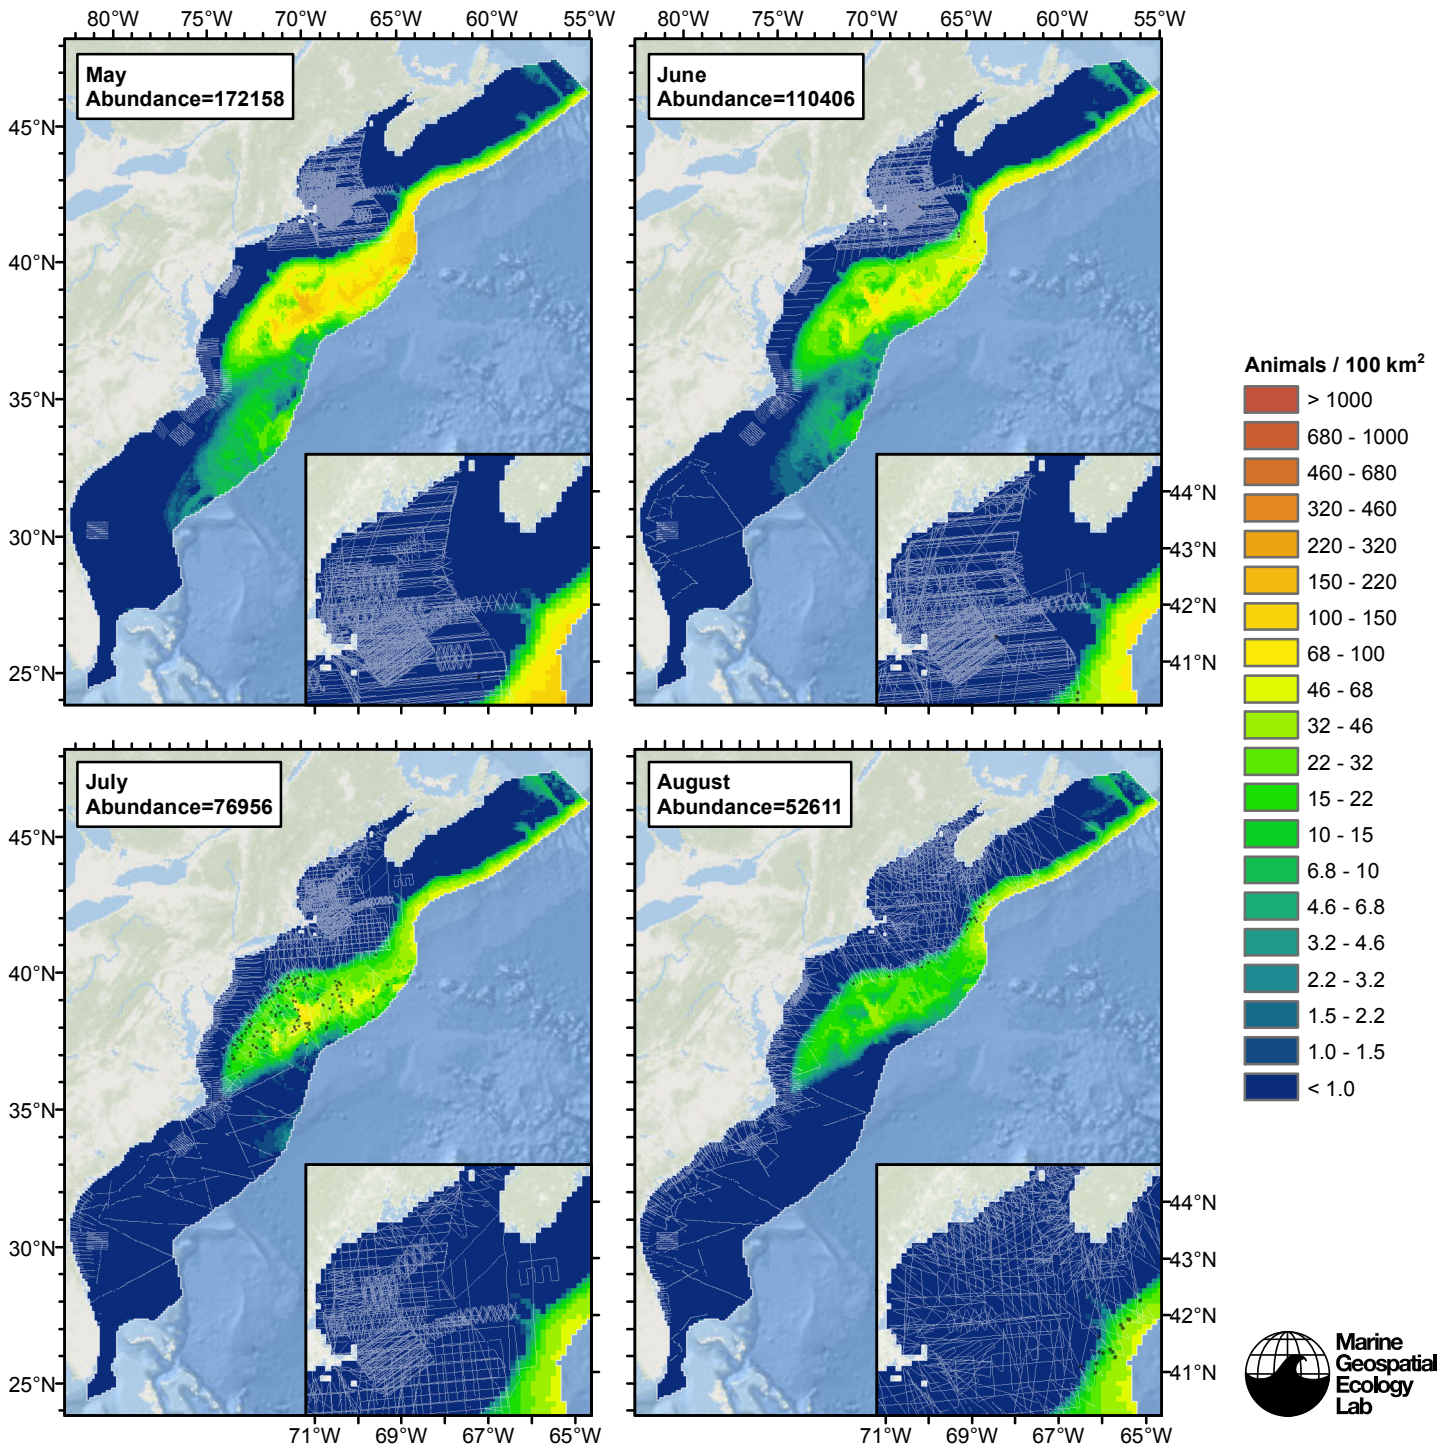 80°W 75°W 70°W 65°W 60°W 55°W 80°W 75°W 70°W 65°W 60°W 55°W
May
Abundance=172158
June
Abundance=110406
45°N
40°N
35°N
30°N
25°N
44°N
43°N
42°N
41°N
July
Abundance=76956
August
Abundance=52611
45°N
40°N
35°N
30°N
25°N
44°N
43°N
42°N
41°N
71°W 69°W 67°W 65°W 71°W 69°W 67°W 65°W
Animals / 100 km²
> 1000
680 - 1000
460 - 680
320 - 460
220 - 320
150 - 220
100 - 150
68 - 100
46 - 68
32 - 46
22 - 32
15 - 22
10 - 15
6.8 - 10
4.6 - 6.8
3.2 - 4.6
2.2 - 3.2
1.5 - 2.2
1.0 - 1.5
< 1.0
Marine
Geospatial
Ecology
Lab